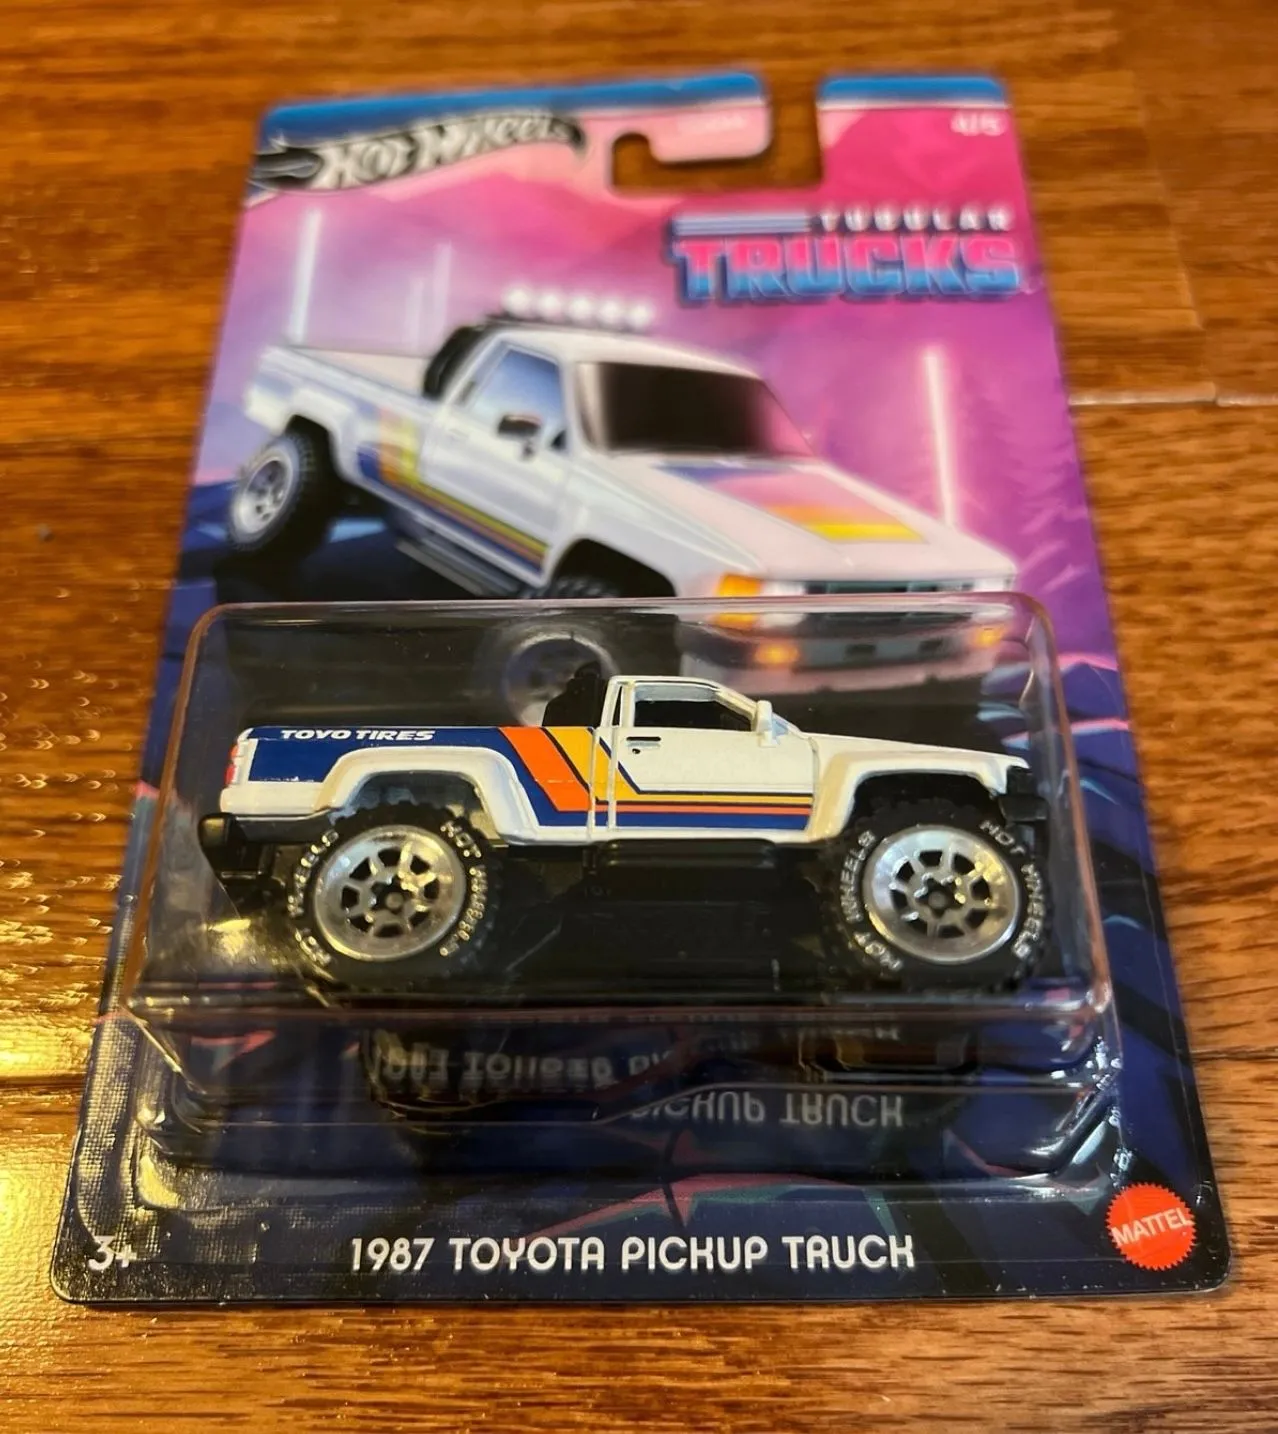 Hot Wheels
4/5
TUBULAR
TRUCKS
TOYO TIRES
HOT WHEELS
HOT WHEELS
HOT WHEELS
HOT WHEELS
3+
1987 TOYOTA PICKUP TRUCK
MATTEL